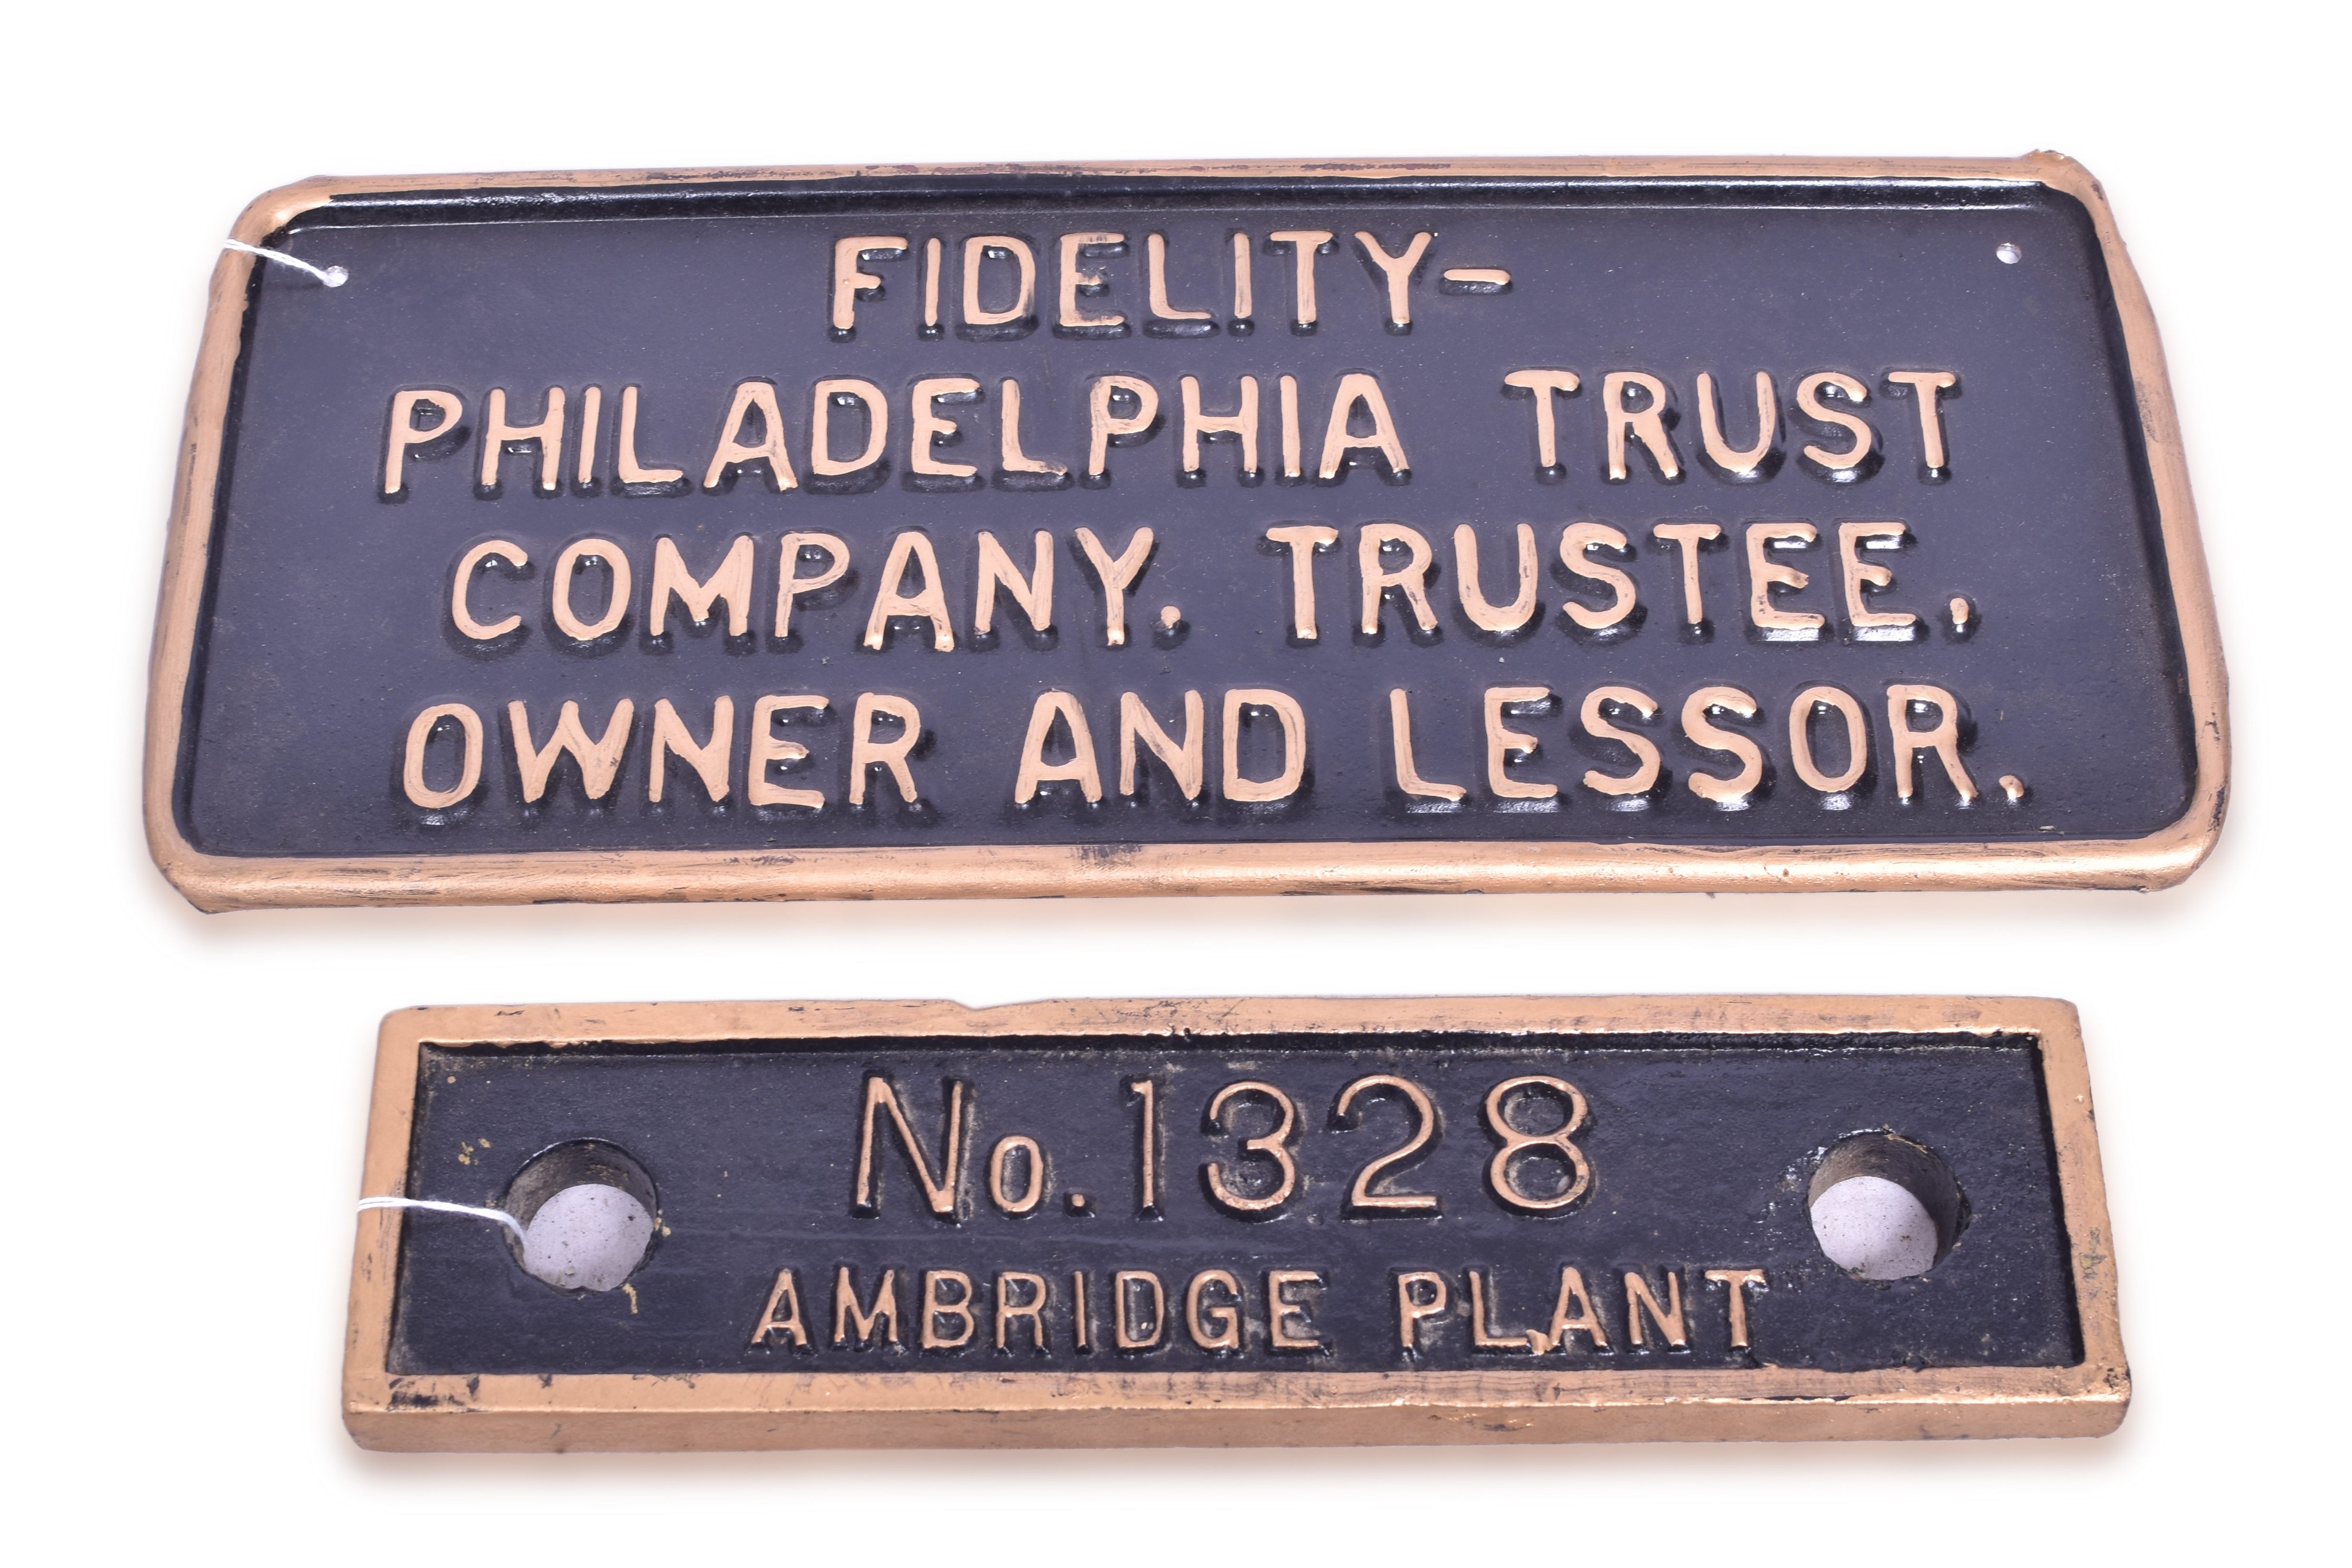 FIDELITY-
PHILADELPHIA TRUST
COMPANY. TRUSTEE,
OWNER AND LESSOR.
No. 1328
AMBRIDGE PLANT